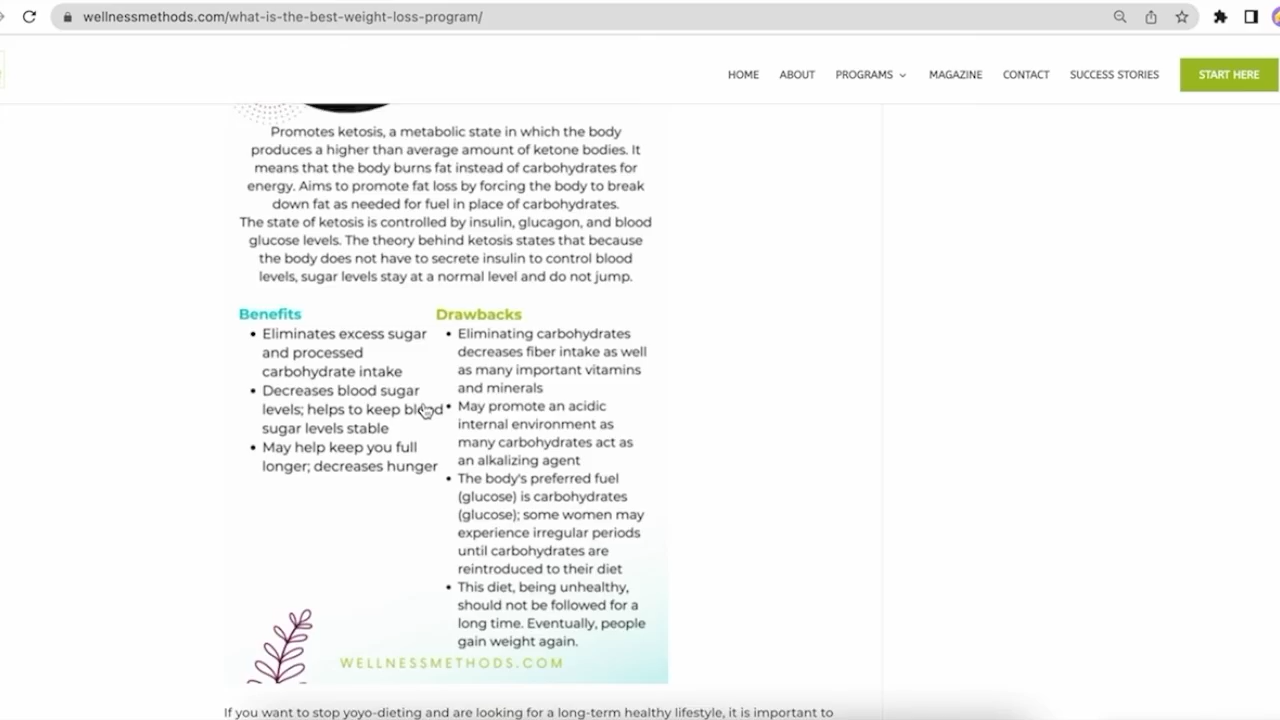 wellnessmethods.com/what-is-the-best-weight-loss-program/
HOME ABOUT PROGRAMS MAGAZINE CONTACT SUCCESS STORIES START HERE
Promotes ketosis, a metabolic state in which the body
produces a higher than average amount of ketone bodies. It
means that the body burns fat instead of carbohydrates for
energy. Aims to promote fat loss by forcing the body to break
down fat as needed for fuel in place of carbohydrates.
The state of ketosis is controlled by insulin, glucagon, and blood
glucose levels. The theory behind ketosis states that because
the body does not have to secrete insulin to control blood
levels, sugar levels stay at a normal level and do not jump.
Benefits
• Eliminates excess sugar
and processed
carbohydrate intake
• Decreases blood sugar
levels; helps to keep blood
sugar levels stable
• May help keep you full
longer; decreases hunger
Drawbacks
• Eliminating carbohydrates
decreases fiber intake as well
as many important vitamins
and minerals
• May promote an acidic
internal environment as
many carbohydrates act as
an alkalizing agent
• The body's preferred fuel
(glucose) is carbohydrates
(glucose); some women may
experience irregular periods
until carbohydrates are
reintroduced to their diet
• This diet, being unhealthy,
should not be followed for a
long time. Eventually, people
gain weight again.
WELLNESSMETHODS.COM
If you want to stop yoyo-dieting and are looking for a long-term healthy lifestyle, it is important to